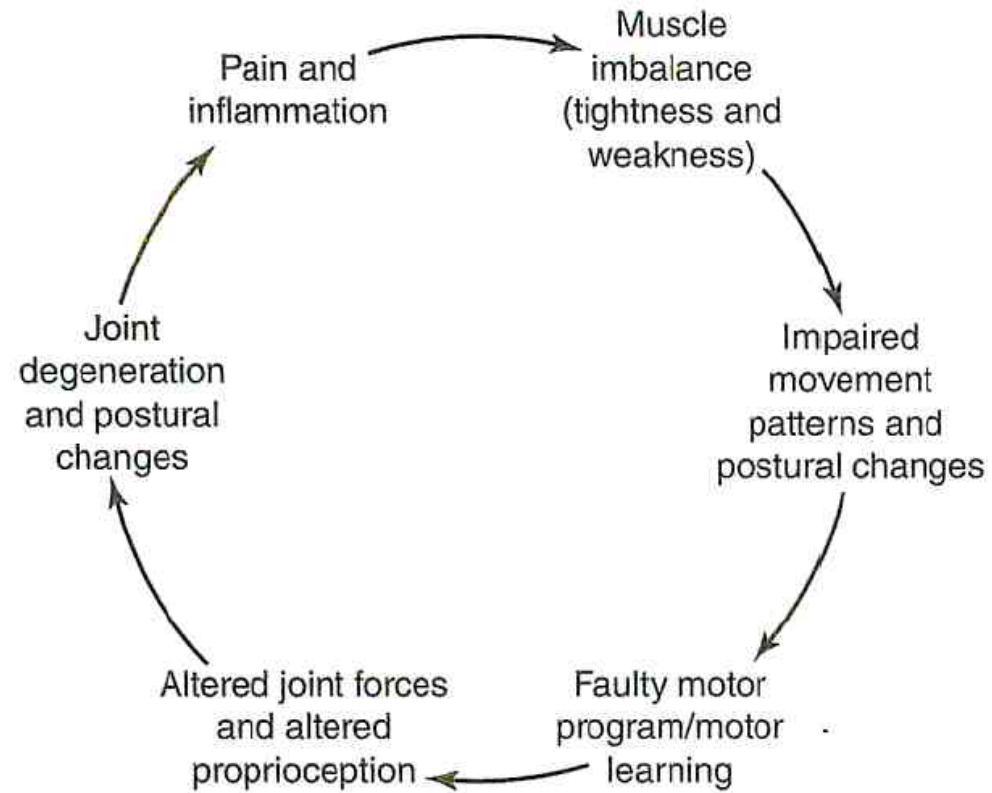 Pain and
inflammation
Muscle
imbalance
(tightness and
weakness)
Impaired
movement
patterns and
postural changes
Faulty motor
program/motor
learning
Altered joint forces
and altered
proprioception
Joint
degeneration
and postural
changes